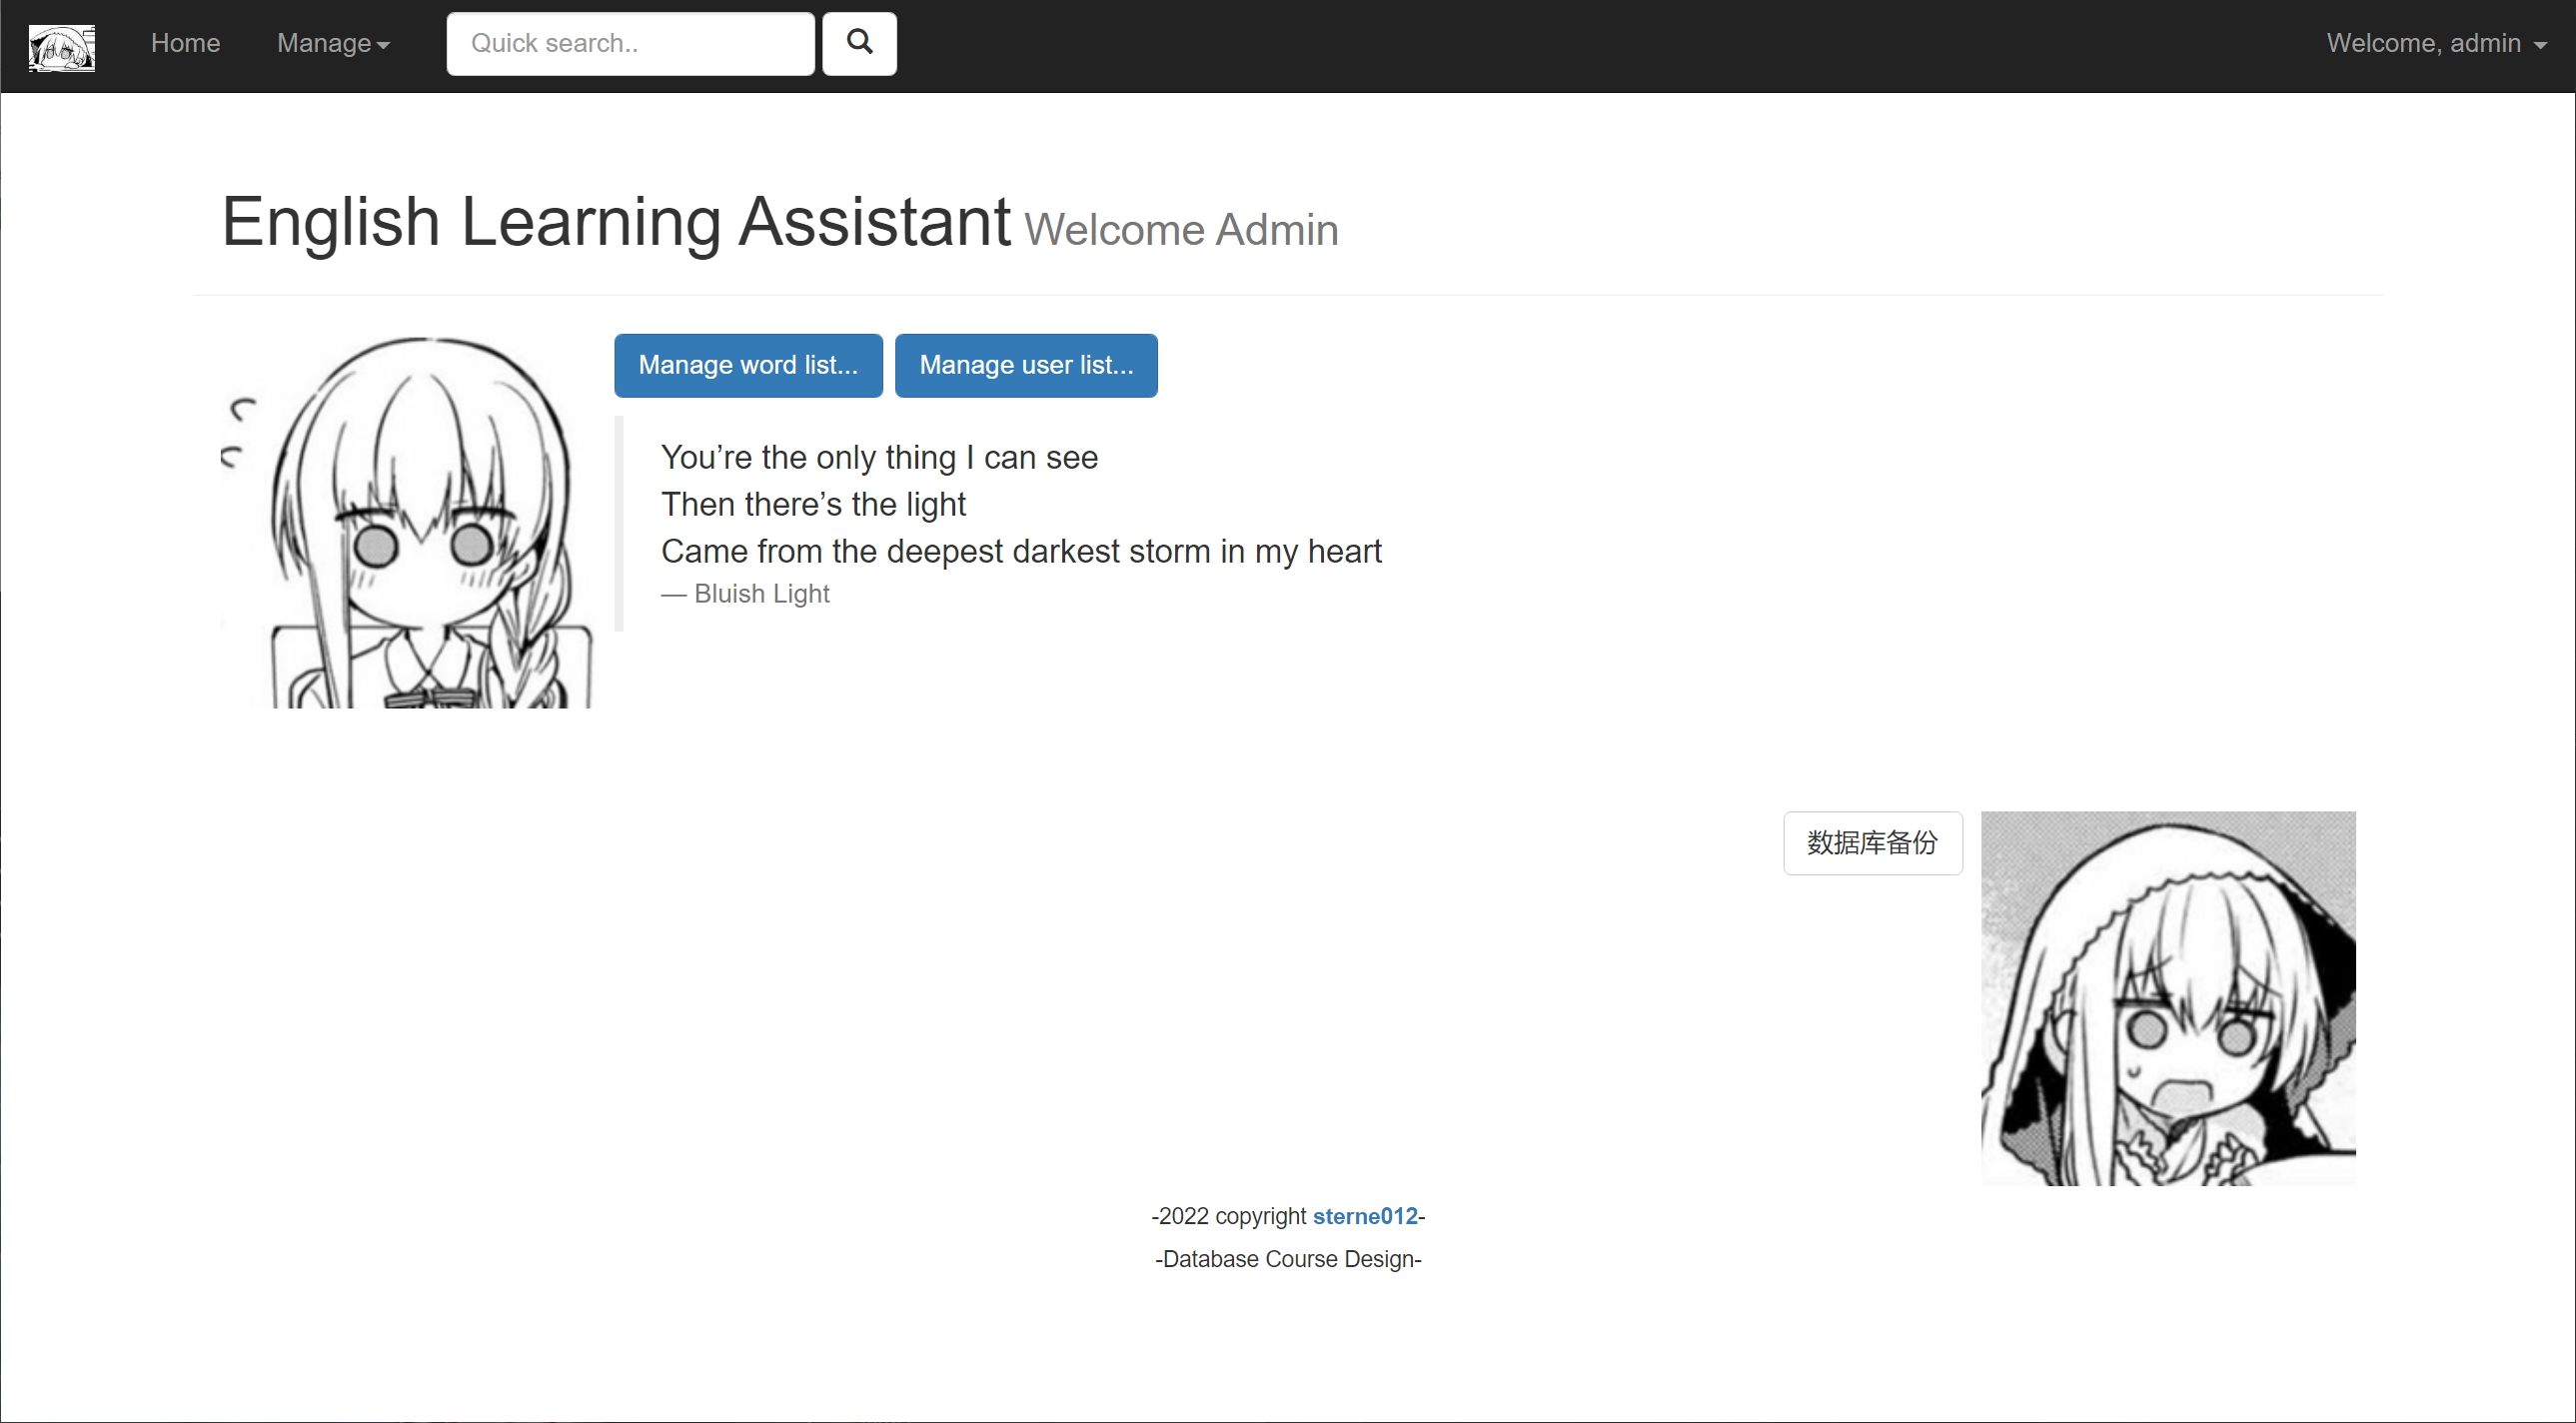 Home Manage Quick search.. Welcome, admin
English Learning Assistant Welcome Admin
Manage word list... Manage user list...
You’re the only thing I can see
Then there’s the light
Came from the deepest darkest storm in my heart
— Bluish Light
数据库备份
-2022 copyright sterne012-
-Database Course Design-